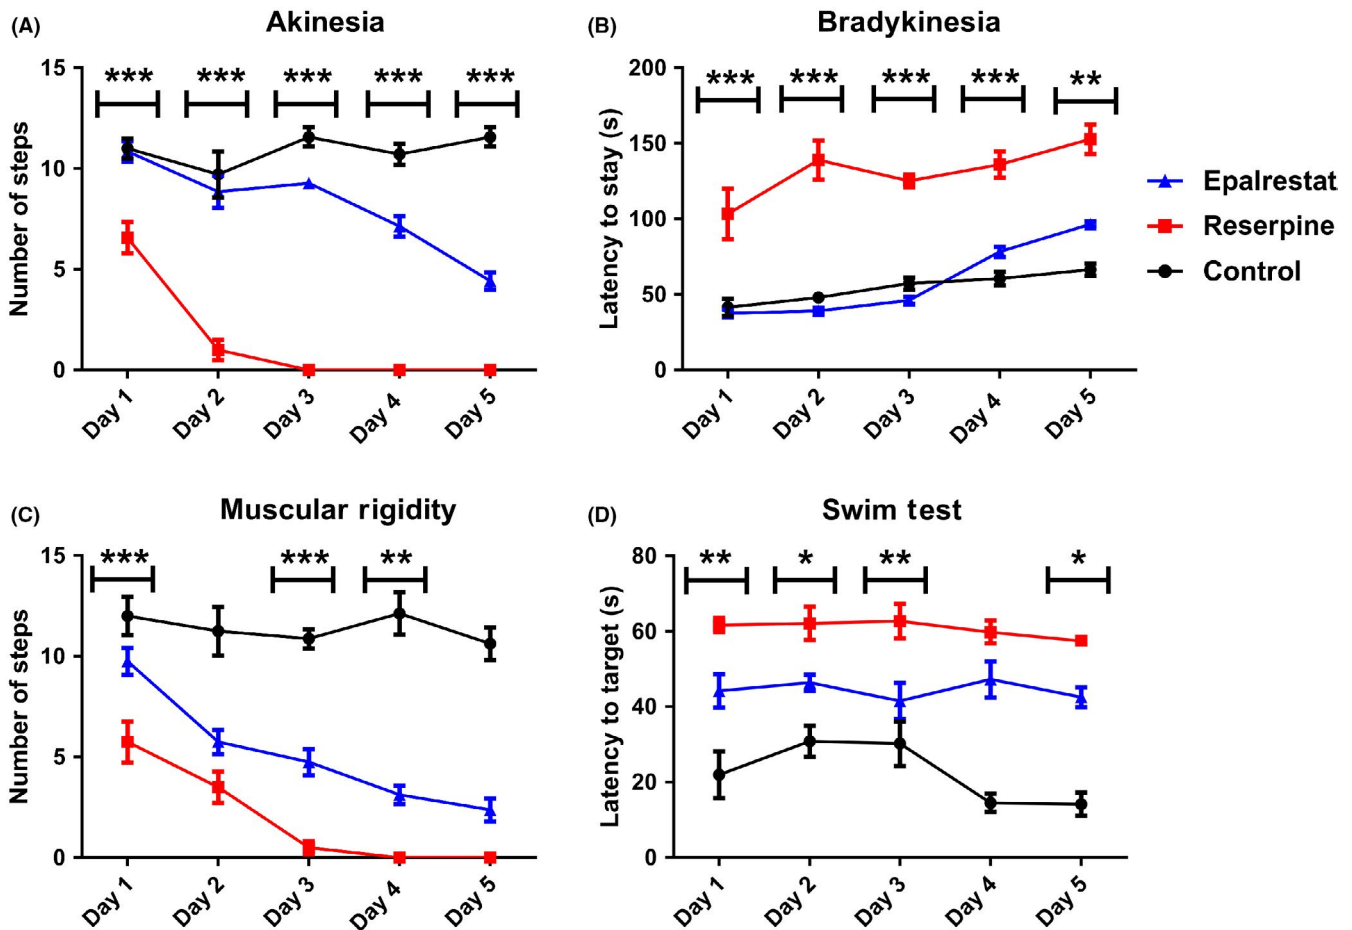 (A) Akinesia
15
10
5
0
Number of steps
*** *** *** *** ***
Day 1 Day 2 Day 3 Day 4 Day 5
(B) Bradykinesia
200
150
100
50
0
Latency to stay (s)
*** *** *** *** **
Day 1 Day 2 Day 3 Day 4 Day 5
Epalrestat
Reserpine
Control
(C) Muscular rigidity
15
10
5
0
Number of steps
*** *** **
Day 1 Day 2 Day 3 Day 4 Day 5
(D) Swim test
80
60
40
20
0
Latency to target (s)
** * ** *
Day 1 Day 2 Day 3 Day 4 Day 5